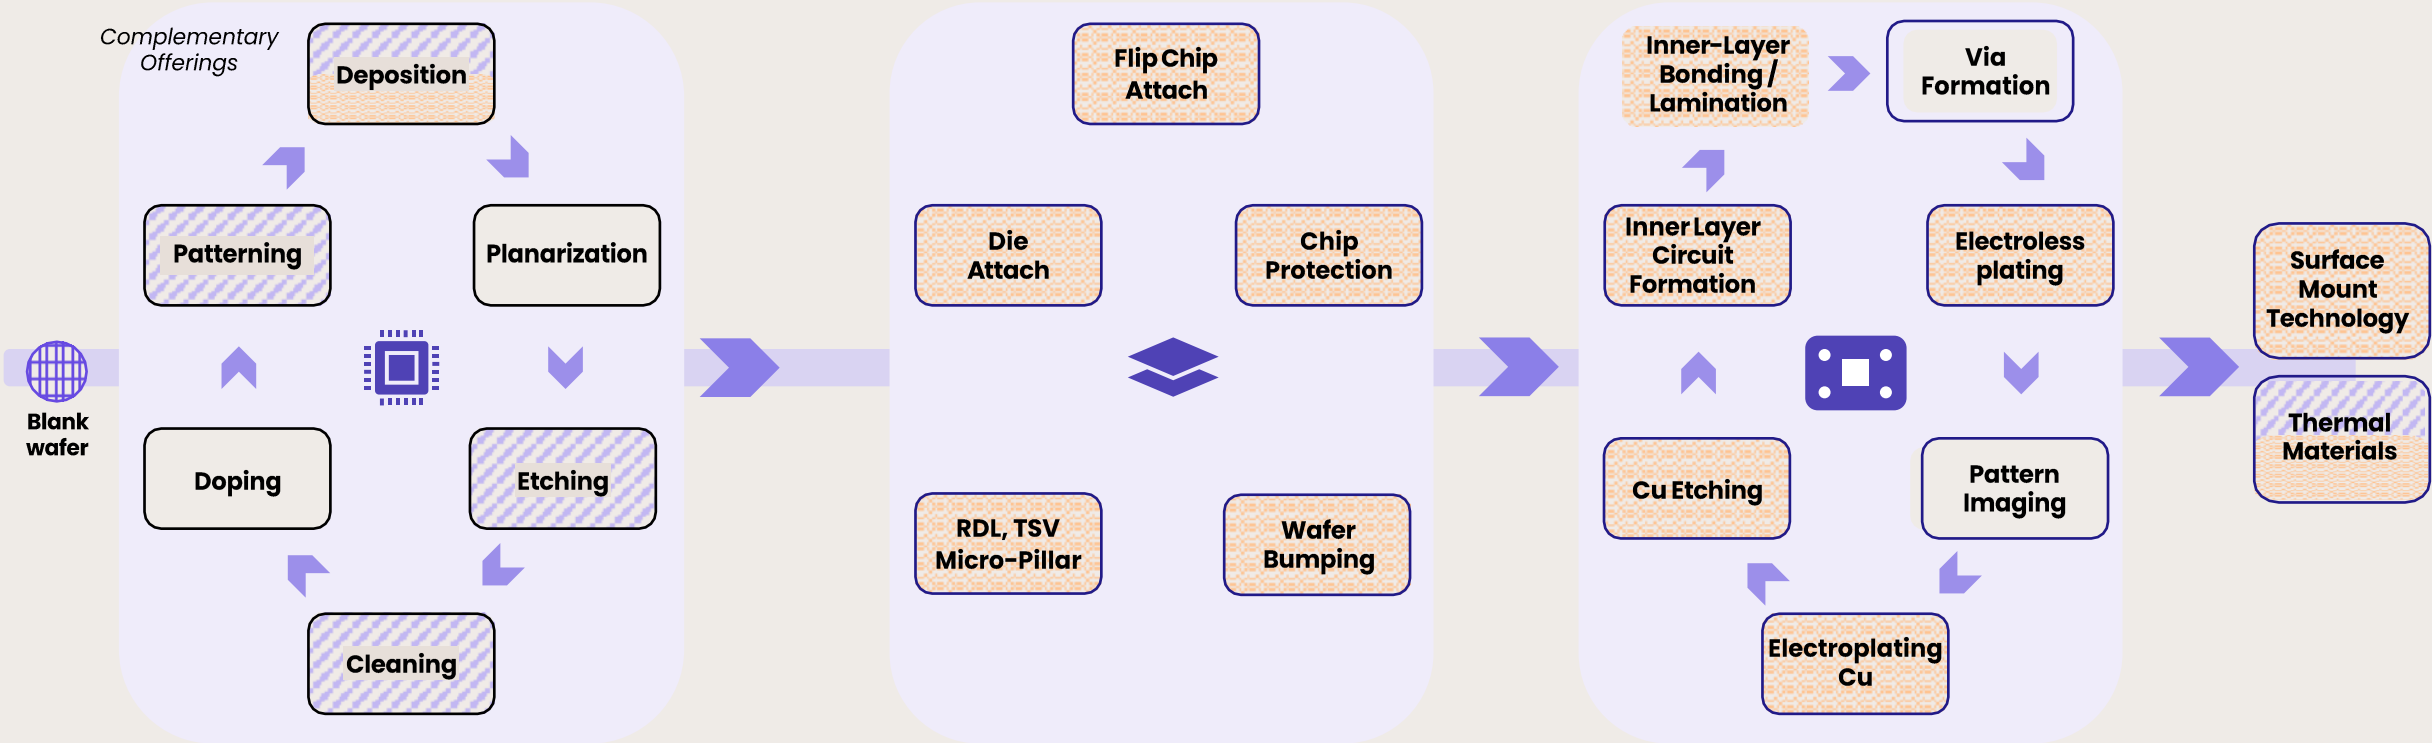 Complementary
Offerings
Deposition
Patterning
Planarization
Blank
wafer
Doping
Etching
Cleaning
Flip Chip
Attach
Die
Attach
Chip
Protection
RDL, TSV
Micro-Pillar
Wafer
Bumping
Inner-Layer
Bonding /
Lamination
Via
Formation
Inner Layer
Circuit
Formation
Electroless
plating
Cu Etching
Pattern
Imaging
Electroplating
Cu
Surface
Mount
Technology
Thermal
Materials